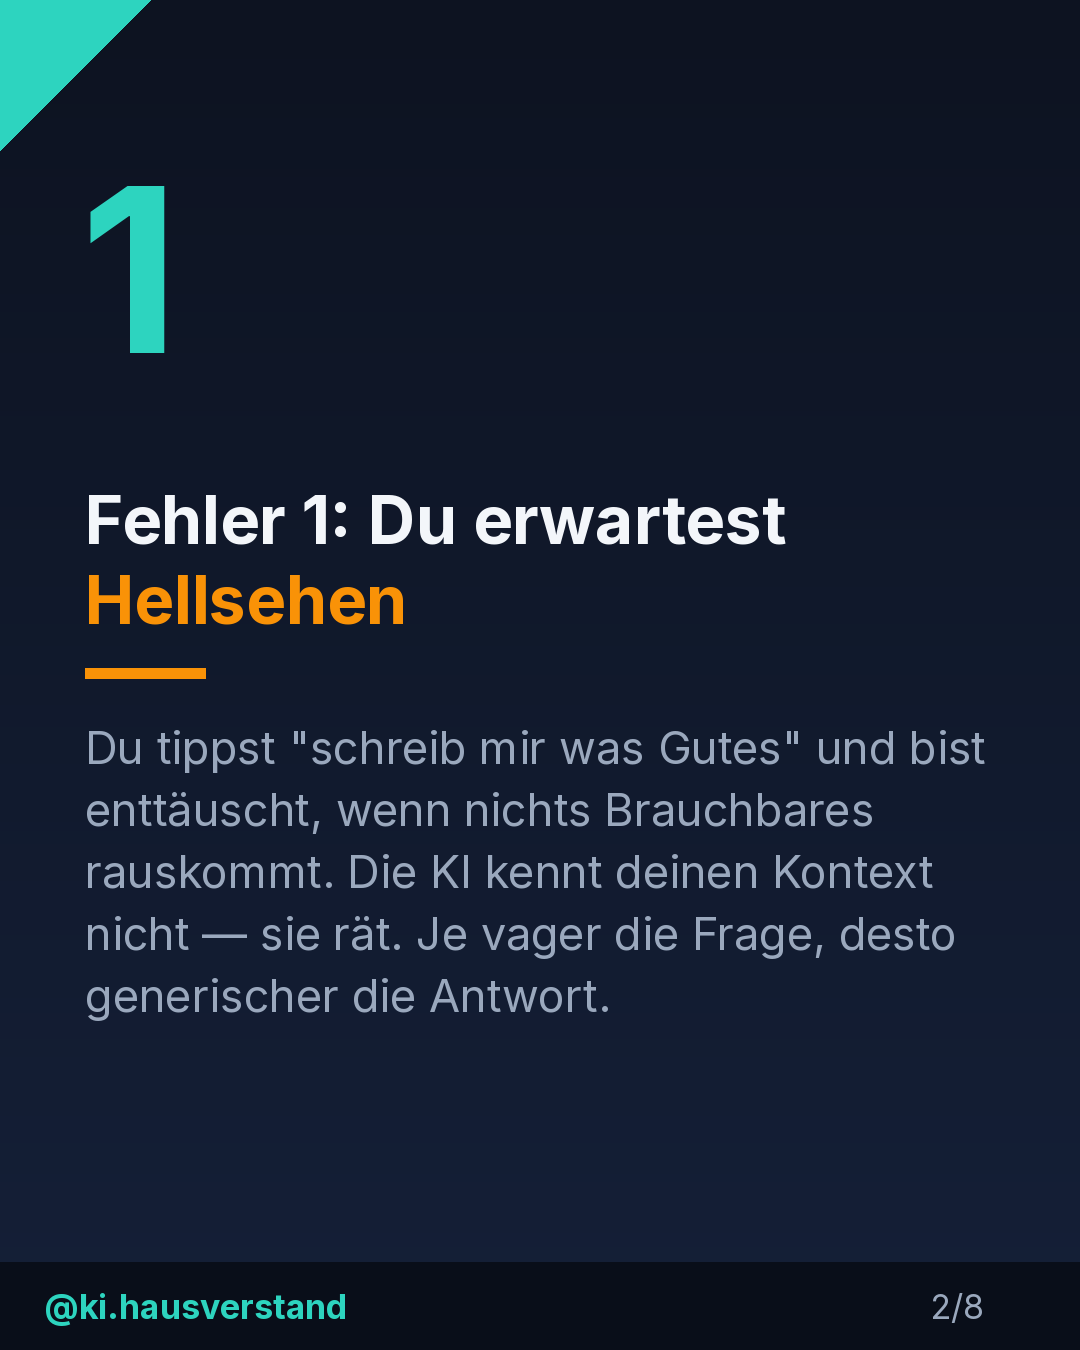 1
Fehler 1: Du erwartest
Hellsehen
Du tippst "schreib mir was Gutes" und bist
enttäuscht, wenn nichts Brauchbares
rauskommt. Die KI kennt deinen Kontext
nicht — sie rät. Je vager die Frage, desto
generischer die Antwort.
@ki.hausverstand
2/8